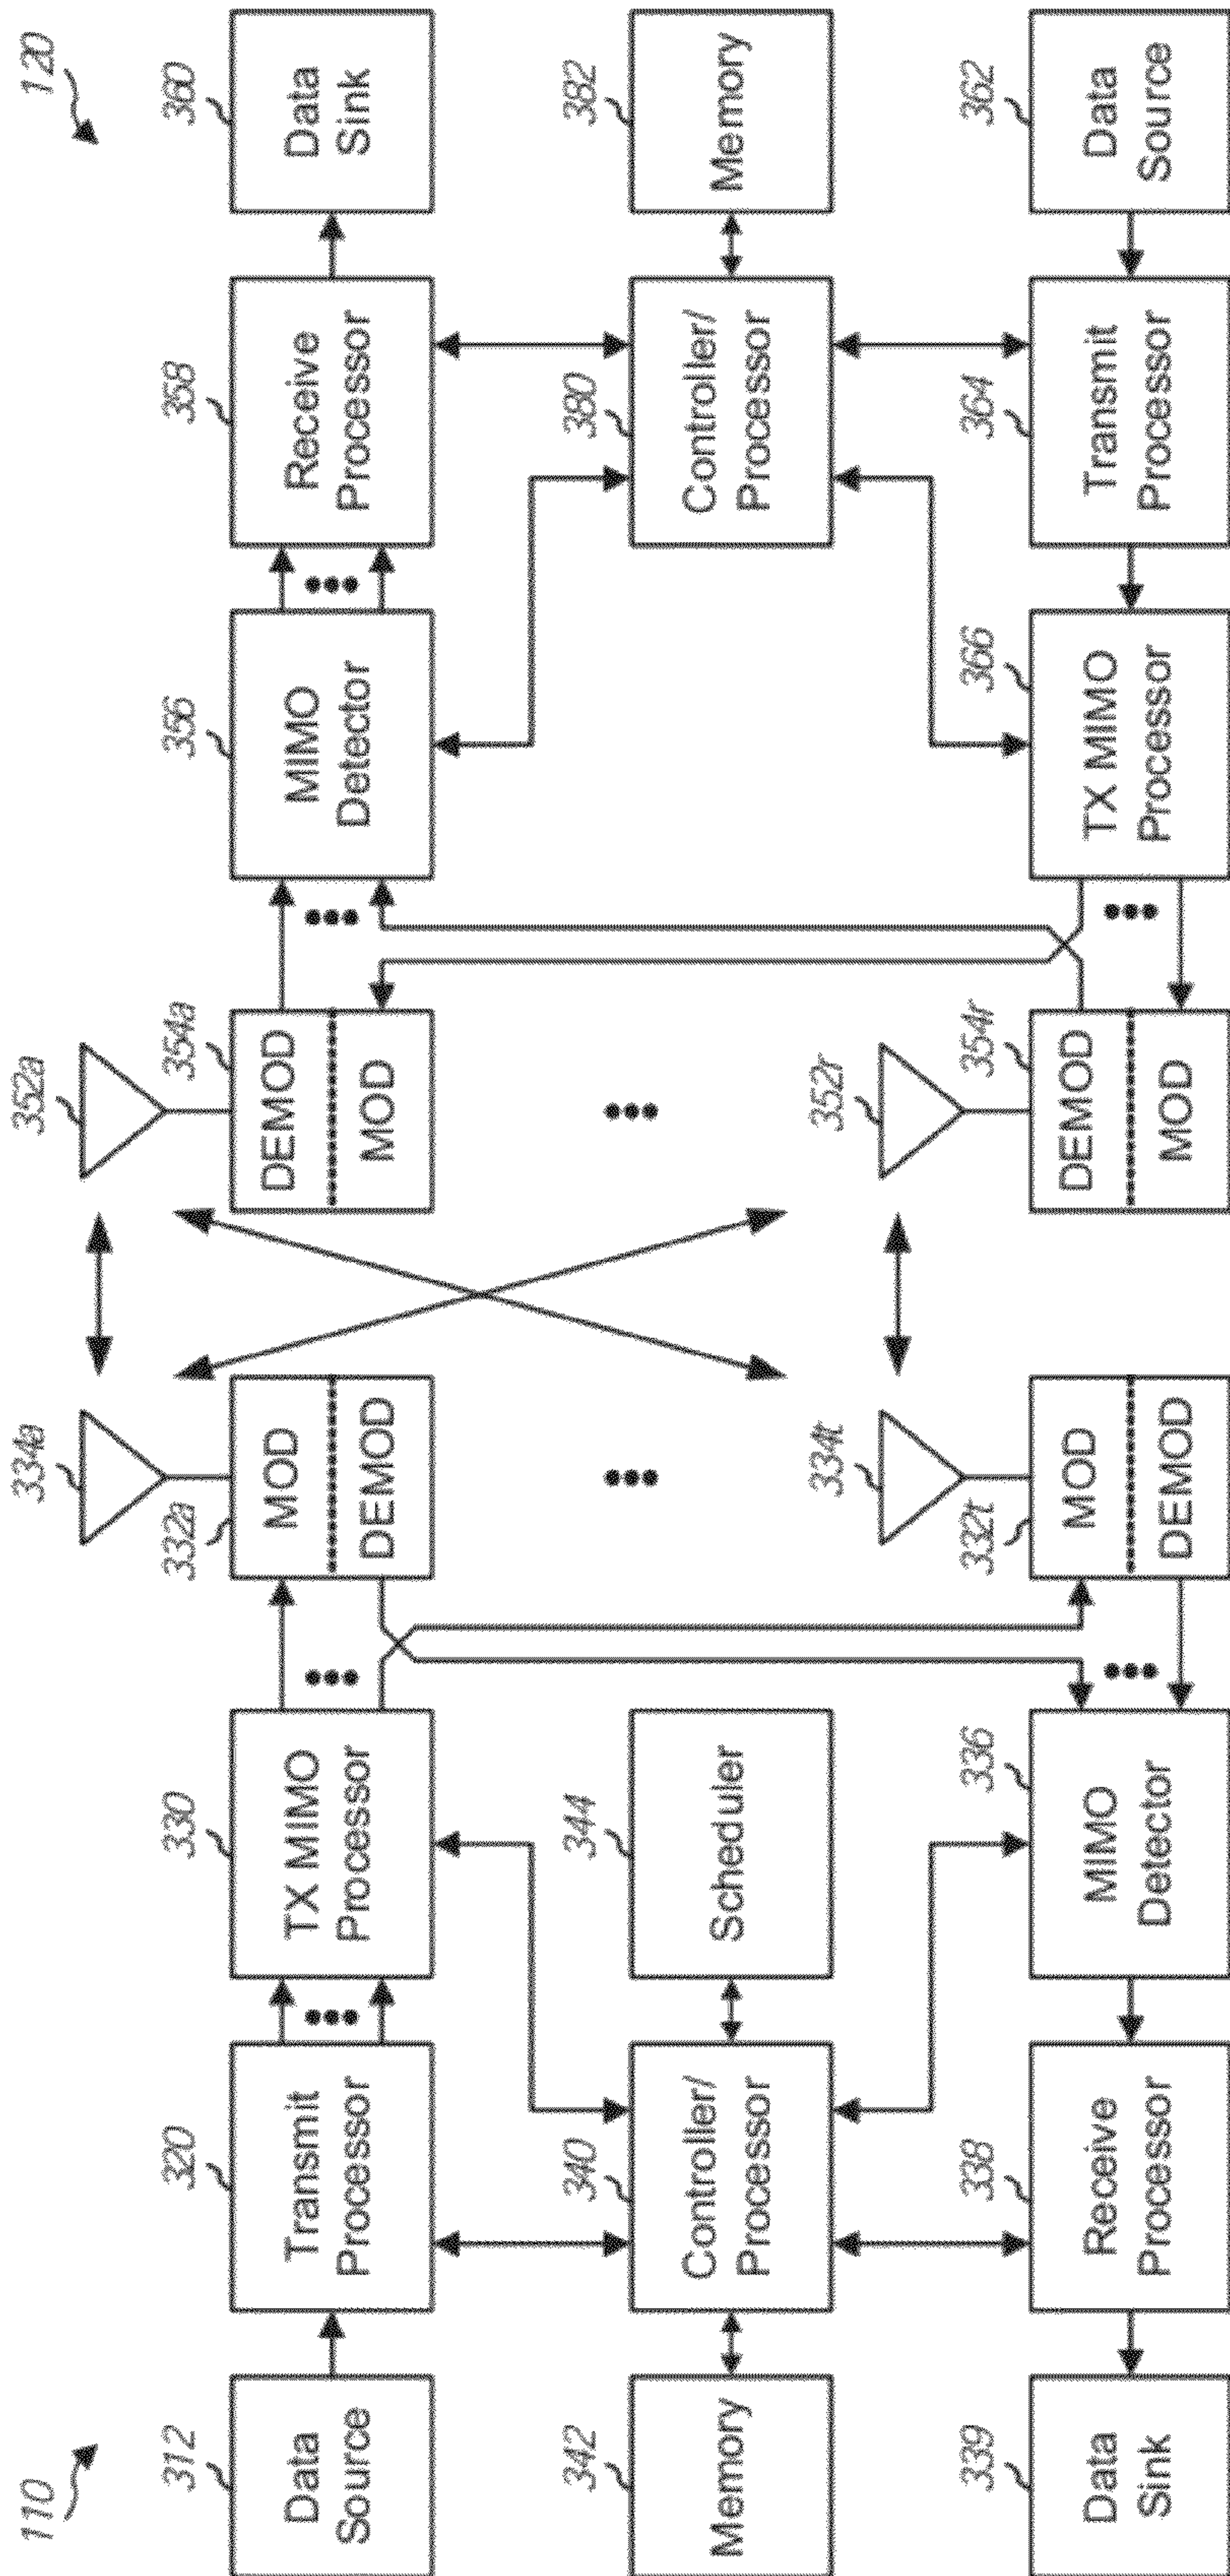 110
120
334a
352a
312
320
330
332a
354a
356
358
360
Data
Source
Transmit
Processor
TX MIMO
Processor
MOD
DEMOD
DEMOD
MOD
MIMO
Detector
Receive
Processor
Data
Sink
342
340
344
380
382
Memory
Controller/
Processor
Scheduler
Controller/
Processor
Memory
334t
352r
339
338
336
332t
354r
366
364
362
Data
Sink
Receive
Processor
MIMO
Detector
MOD
DEMOD
DEMOD
MOD
TX MIMO
Processor
Transmit
Processor
Data
Source